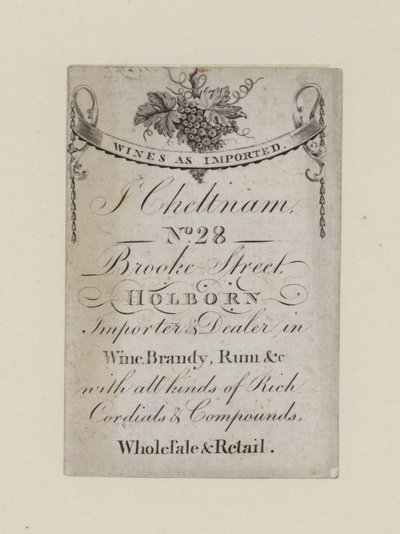 WINES AS IMPORTED.
J Cheltnam,
No. 28
Brooke Street,
HOLBORN
Importer & Dealer in
Wine, Brandy, Rum &c
with all kinds of Rich
Cordials & Compounds,
Wholeſale & Retail.